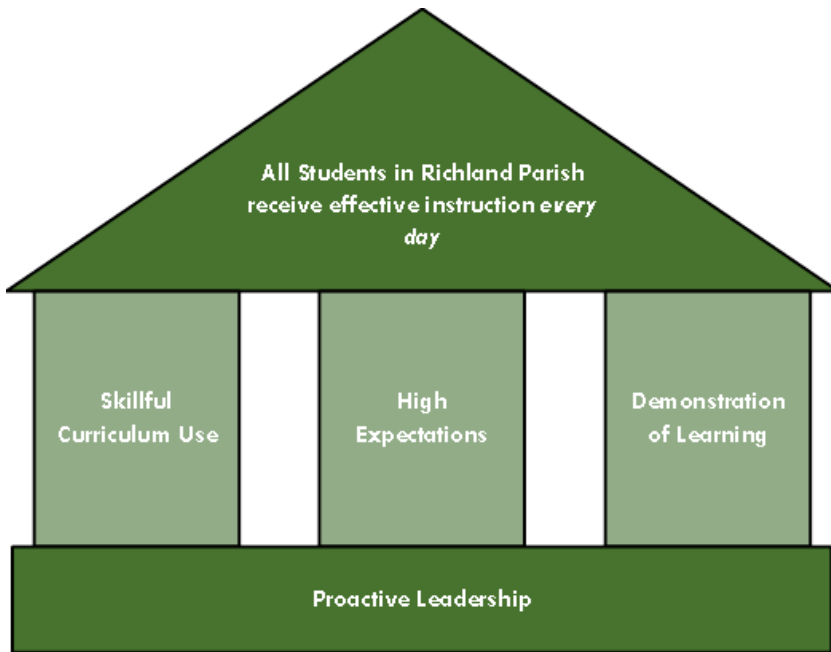 All Students in Richland Parish
receive effective instruction every
day
Skillful
Curriculum Use
High
Expectations
Demonstration
of Learning
Proactive Leadership